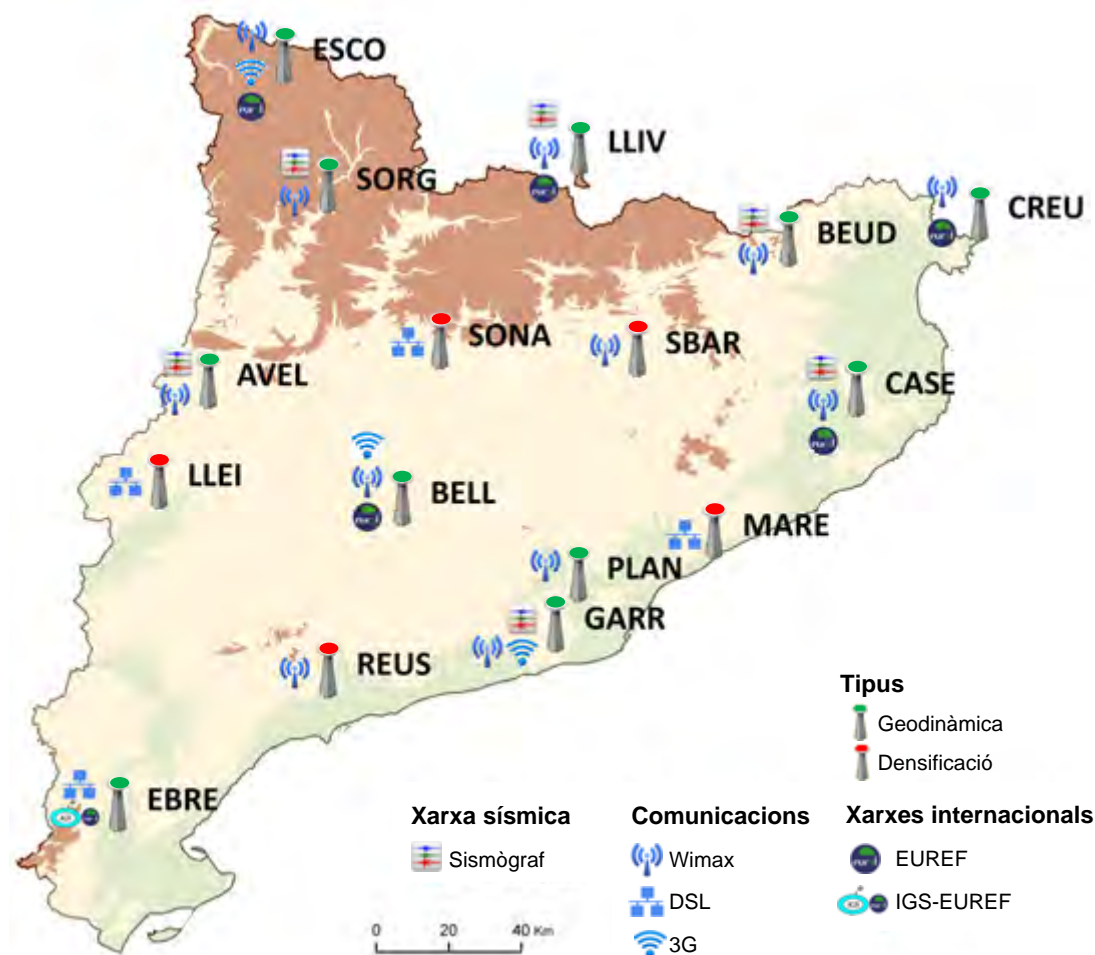 ESCO
LLIV
SORG
CREU
BEUD
SONA
SBAR
AVEL
CASE
LLEI
BELL
MARE
PLAN
GARR
REUS
EBRE
Tipus
Geodinàmica
Densificació
Xarxa sísmica
Sismògraf
Comunicacions
Wimax
DSL
3G
Xarxes internacionals
EUREF
IGS-EUREF
0 20 40 Km